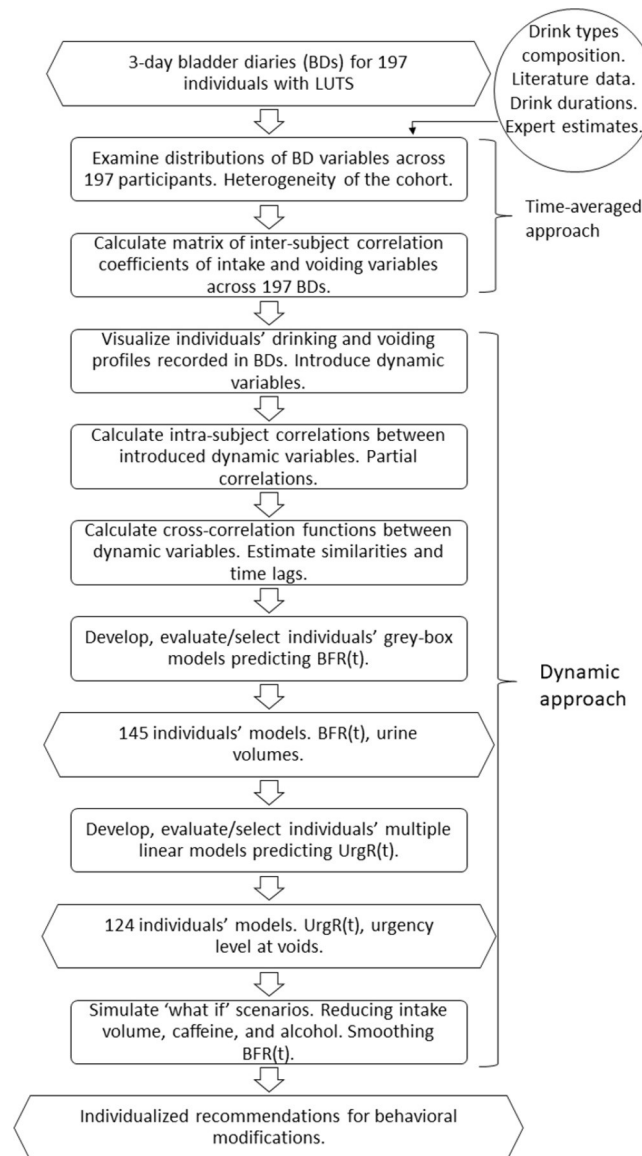 Drink types
composition.
Literature data.
Drink durations.
Expert estimates.
3-day bladder diaries (BDs) for 197
individuals with LUTS
Examine distributions of BD variables across
197 participants. Heterogeneity of the cohort.
Calculate matrix of inter-subject correlation
coefficients of intake and voiding variables
across 197 BDs.
Time-averaged
approach
Visualize individuals’ drinking and voiding
profiles recorded in BDs. Introduce dynamic
variables.
Calculate intra-subject correlations between
introduced dynamic variables. Partial
correlations.
Calculate cross-correlation functions between
dynamic variables. Estimate similarities and
time lags.
Develop, evaluate/select individuals’ grey-box
models predicting BFR(t).
145 individuals’ models. BFR(t), urine
volumes.
Develop, evaluate/select individuals’ multiple
linear models predicting UrgR(t).
124 individuals’ models. UrgR(t), urgency
level at voids.
Simulate ‘what if’ scenarios. Reducing intake
volume, caffeine, and alcohol. Smoothing
BFR(t).
Dynamic
approach
Individualized recommendations for behavioral
modifications.